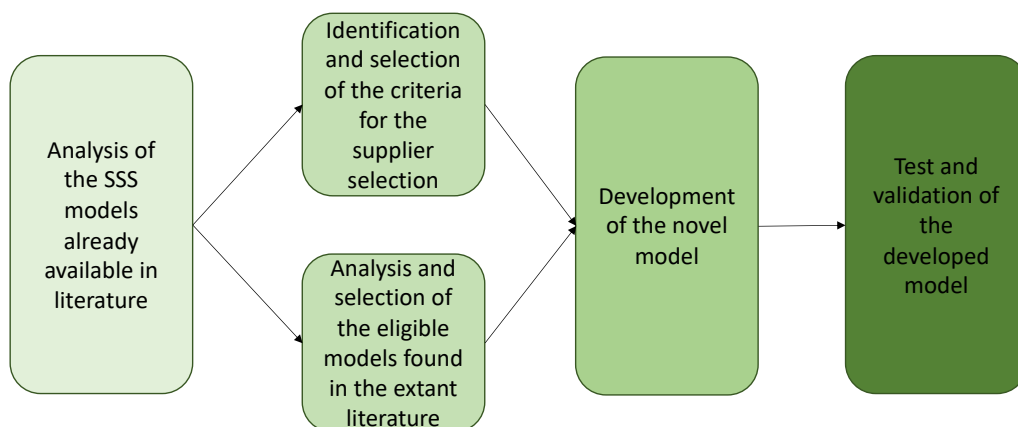 Analysis of
the SSS
models
already
available in
literature
Identification
and selection
of the criteria
for the
supplier
selection
Analysis and
selection of
the eligible
models found
in the extant
literature
Development
of the novel
model
Test and
validation of
the
developed
model